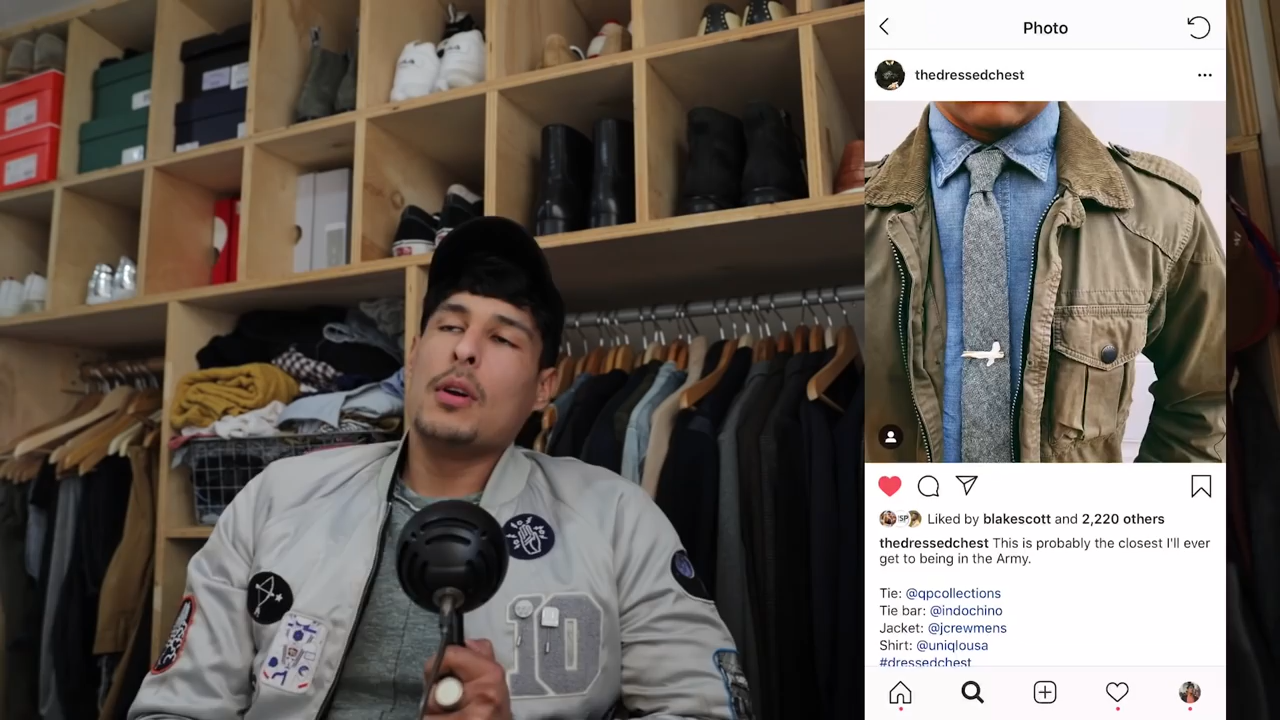 Photo
thedressedchest
10
SP
Liked by blakescott and 2,220 others
thedressedchest This is probably the closest I'll ever
get to being in the Army.
Tie: @qpcollections
Tie bar: @indochino
Jacket: @jcrewmens
Shirt: @uniqlousa
#dressedchest